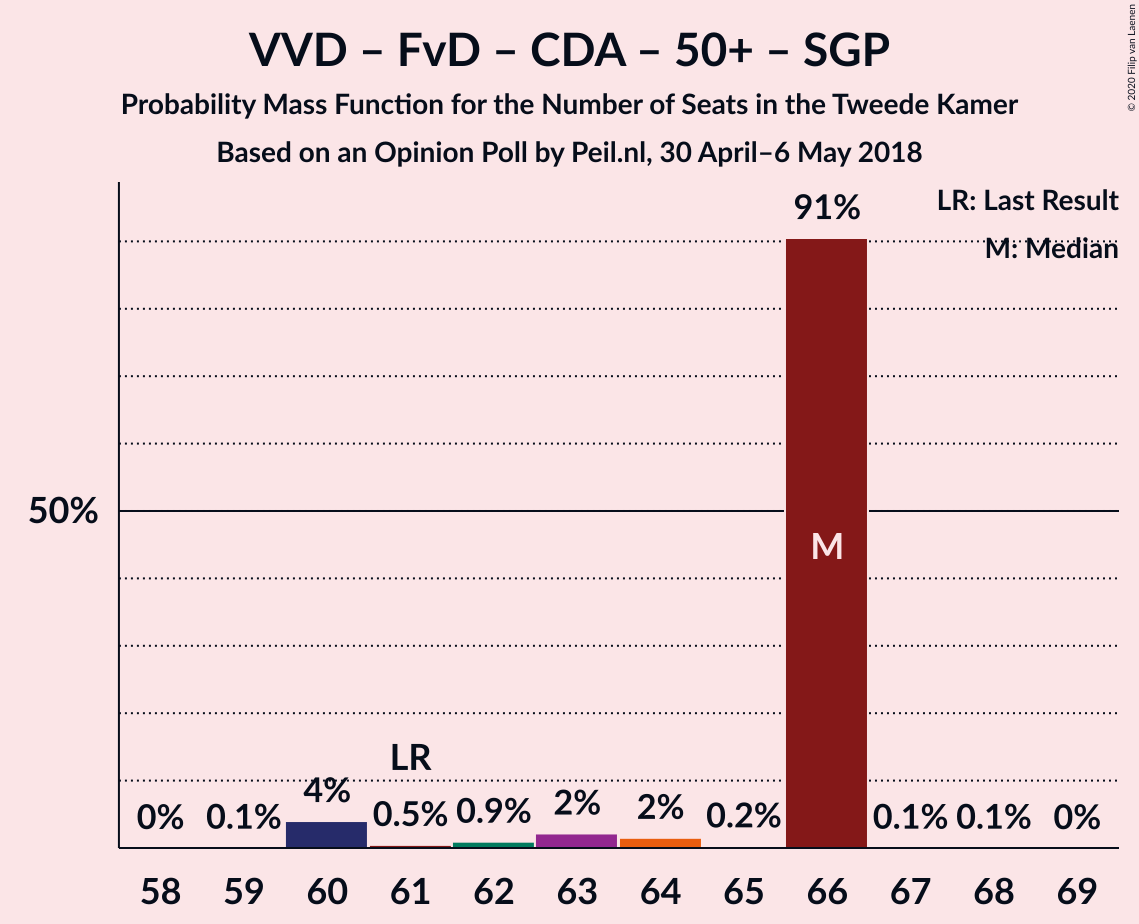 VVD – FvD – CDA – 50+ – SGP
Probability Mass Function for the Number of Seats in the Tweede Kamer
Based on an Opinion Poll by Peil.nl, 30 April–6 May 2018
© 2020 Filip van Laenen
LR: Last Result
M: Median
91%
50%
M
LR
0% 0.1% 4% 0.5% 0.9% 2% 2% 0.2% 0.1% 0.1% 0%
58 59 60 61 62 63 64 65 66 67 68 69